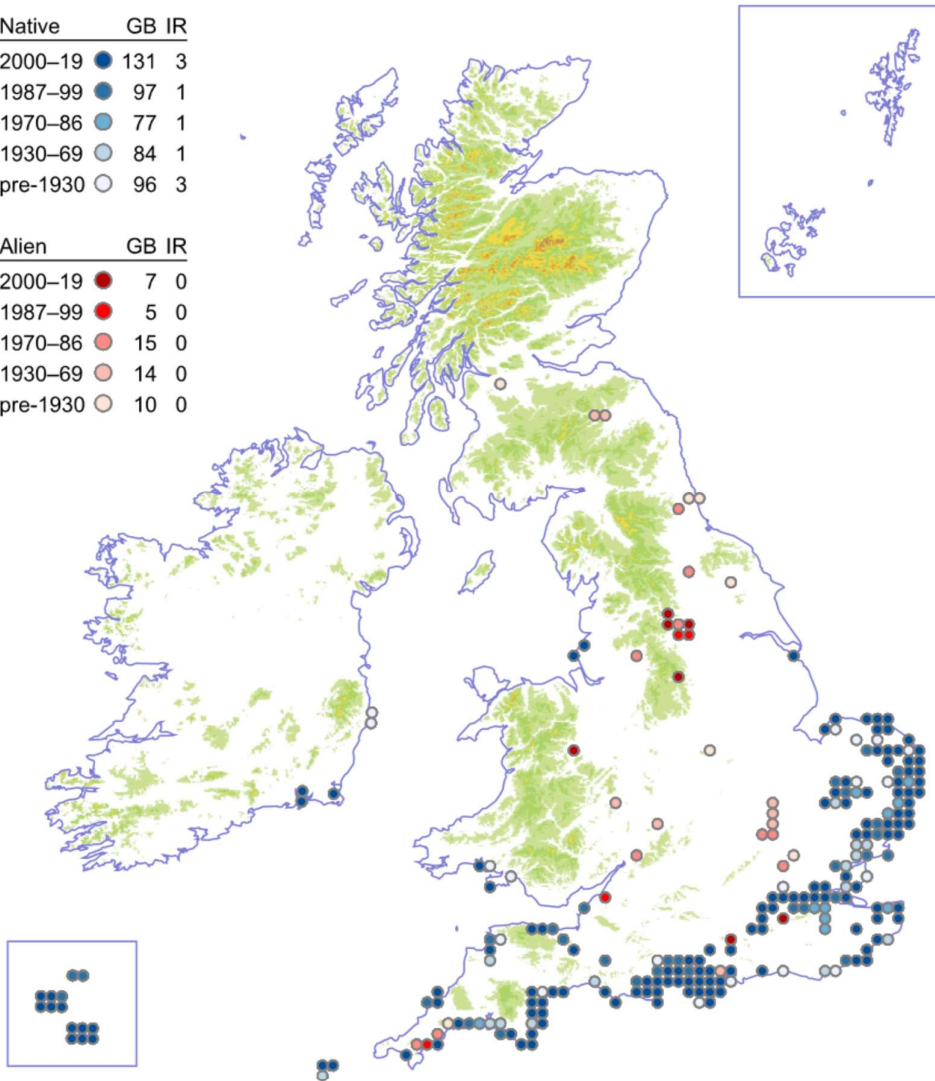 Native GB IR
2000–19 131 3
1987–99 97 1
1970–86 77 1
1930–69 84 1
pre-1930 96 3
Alien GB IR
2000–19 7 0
1987–99 5 0
1970–86 15 0
1930–69 14 0
pre-1930 10 0